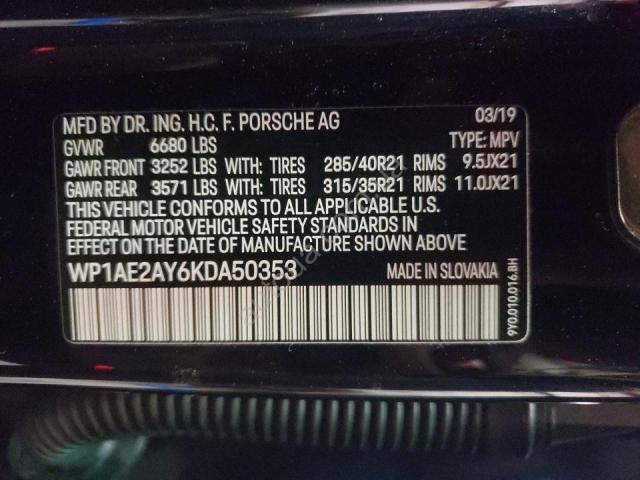 MFD BY DR. ING. H.C. F. PORSCHE AG 03/19
GVWR 6680 LBS TYPE: MPV
GAWR FRONT 3252 LBS WITH: TIRES 285/40R21 RIMS 9.5JX21
GAWR REAR 3571 LBS WITH: TIRES 315/35R21 RIMS 11.0JX21
THIS VEHICLE CONFORMS TO ALL APPLICABLE U.S.
FEDERAL MOTOR VEHICLE SAFETY STANDARDS IN
EFFECT ON THE DATE OF MANUFACTURE SHOWN ABOVE
WP1AE2AY6KDA50353 MADE IN SLOVAKIA
9Y0.010.016.BH